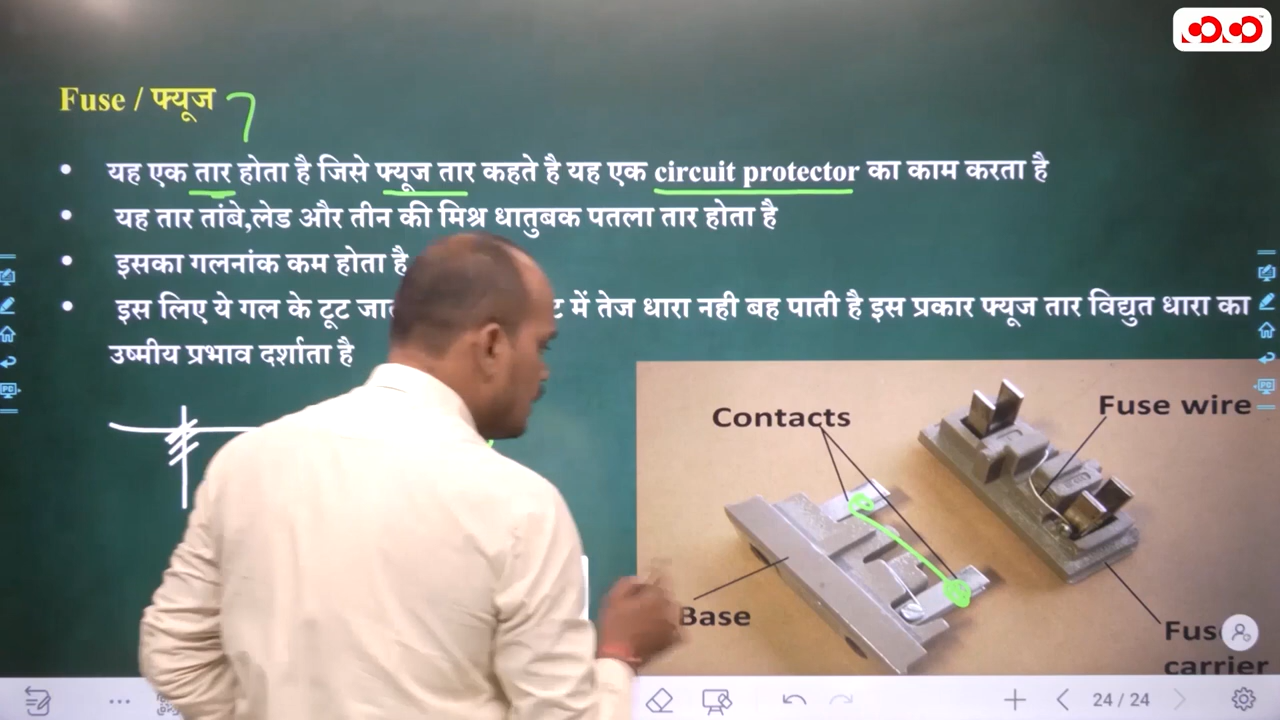 Fuse / फ्यूज
• यह एक तार होता है जिसे फ्यूज तार कहते है यह एक circuit protector का काम करता है
• यह तार तांबे,लेड और तीन की मिश्र धातुबक पतला तार होता है
• इसका गलनांक कम होता है
• इस लिए ये गल के टूट में तेज धारा नही बह पाती है इस प्रकार फ्यूज तार विद्युत धारा का
उष्मीय प्रभाव दर्शाता है
Contacts
Fuse wire
Base
carrier
24 / 24